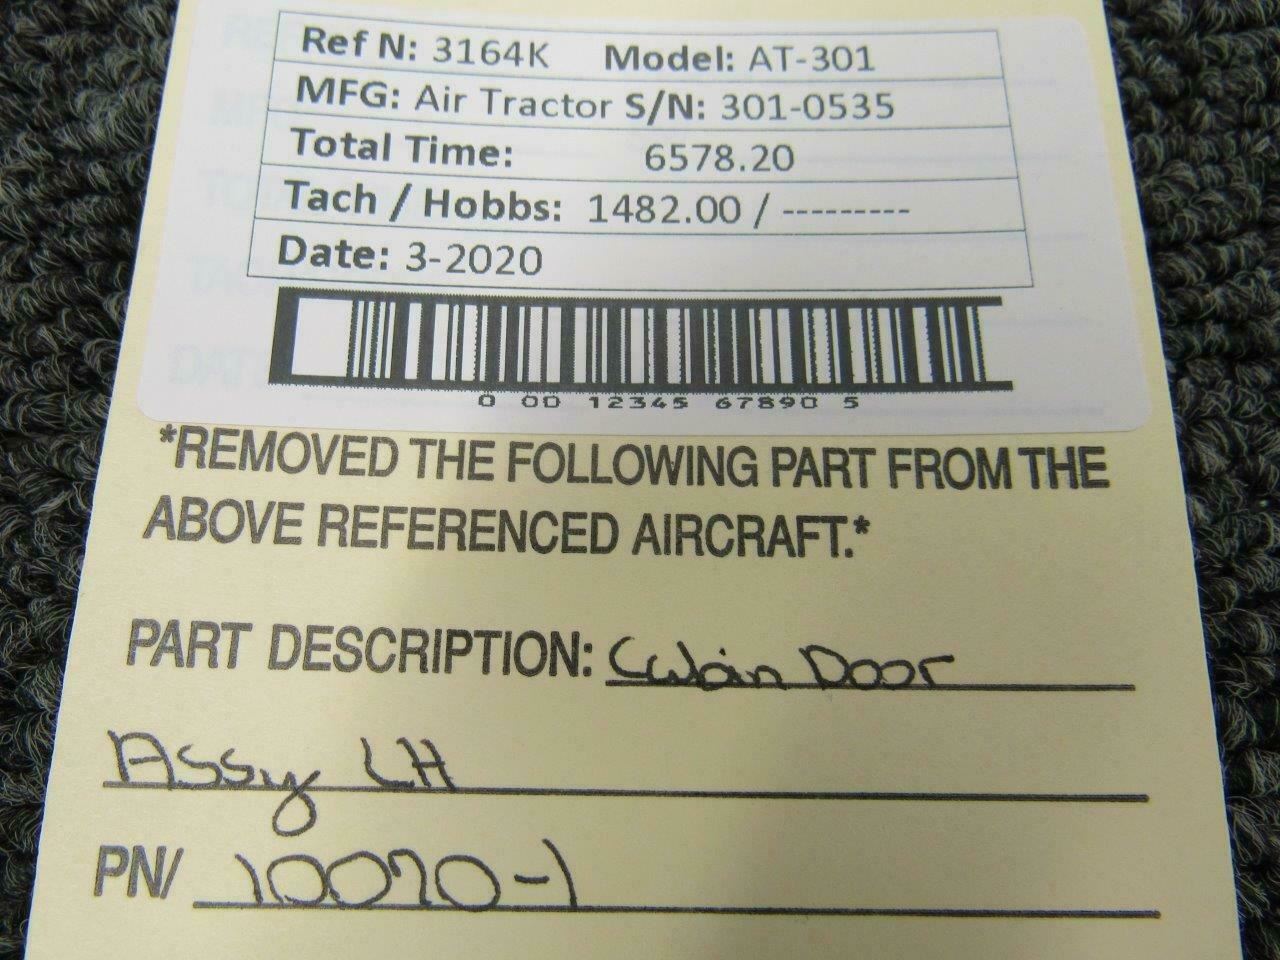 Ref N: 3164K Model: AT-301
MFG: Air Tractor S/N: 301-0535
Total Time: 6578.20
Tach / Hobbs: 1482.00 / ---------
Date: 3-2020
0 00 12345 67890 5
*REMOVED THE FOLLOWING PART FROM THE
ABOVE REFERENCED AIRCRAFT.*
PART DESCRIPTION: Door
Assy LH
PN/ 10070-1